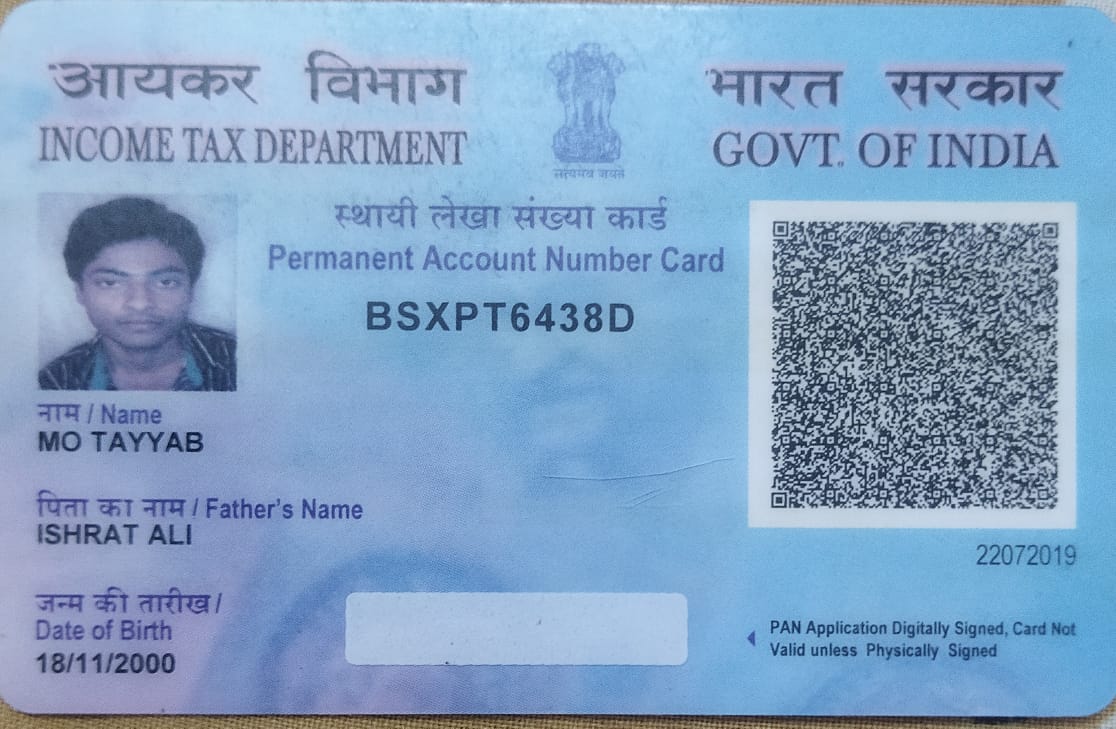 आयकर विभाग
INCOME TAX DEPARTMENT
सत्यमेव जयते
भारत सरकार
GOVT. OF INDIA
स्थायी लेखा संख्या कार्ड
Permanent Account Number Card
BSXPT6438D
नाम / Name
MO TAYYAB
पिता का नाम / Father's Name
ISHRAT ALI
जन्म की तारीख /
Date of Birth
18/11/2000
22072019
PAN Application Digitally Signed, Card Not
Valid unless Physically Signed